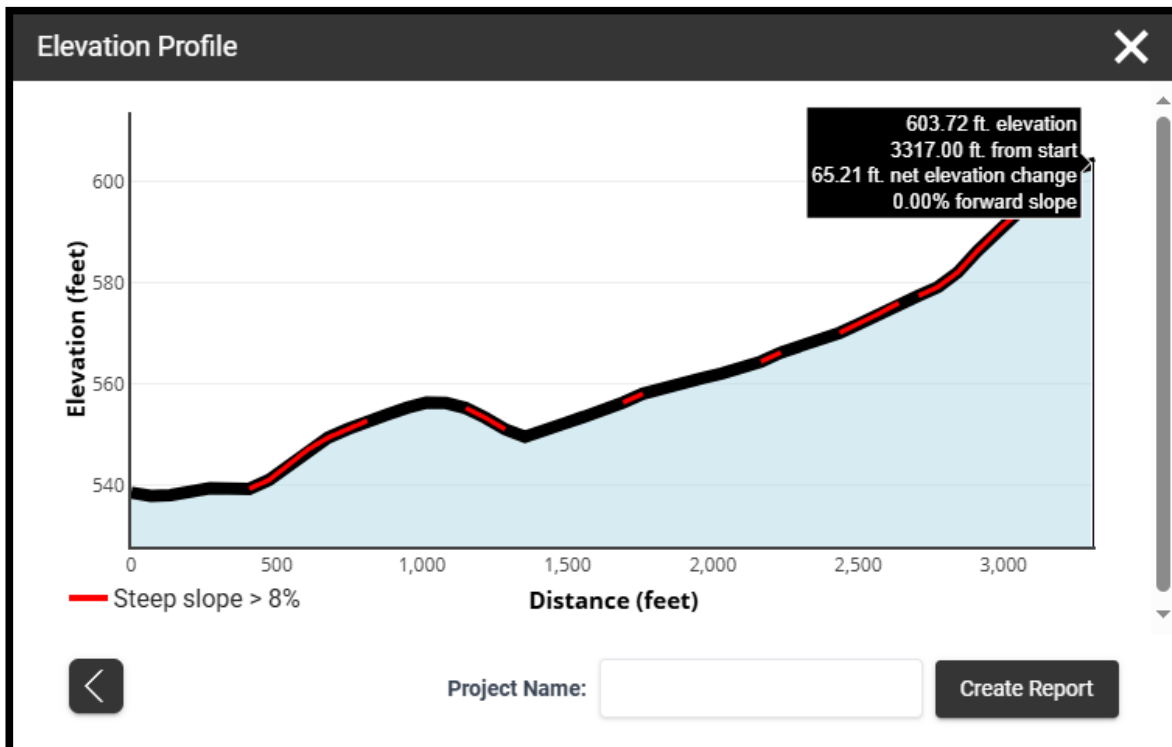 Elevation Profile
603.72 ft. elevation
3317.00 ft. from start
65.21 ft. net elevation change
0.00% forward slope
Elevation (feet)
600
580
560
540
0 500 1,000 1,500 2,000 2,500 3,000
Steep slope > 8%
Distance (feet)
Project Name:
Create Report